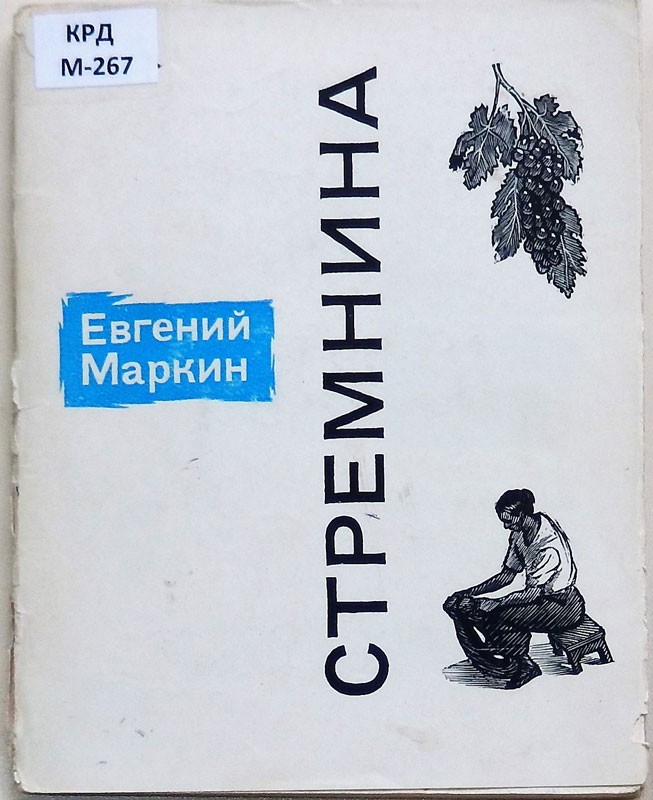 КРД
М-267
Евгений
Маркин
СТРЕМНИНА